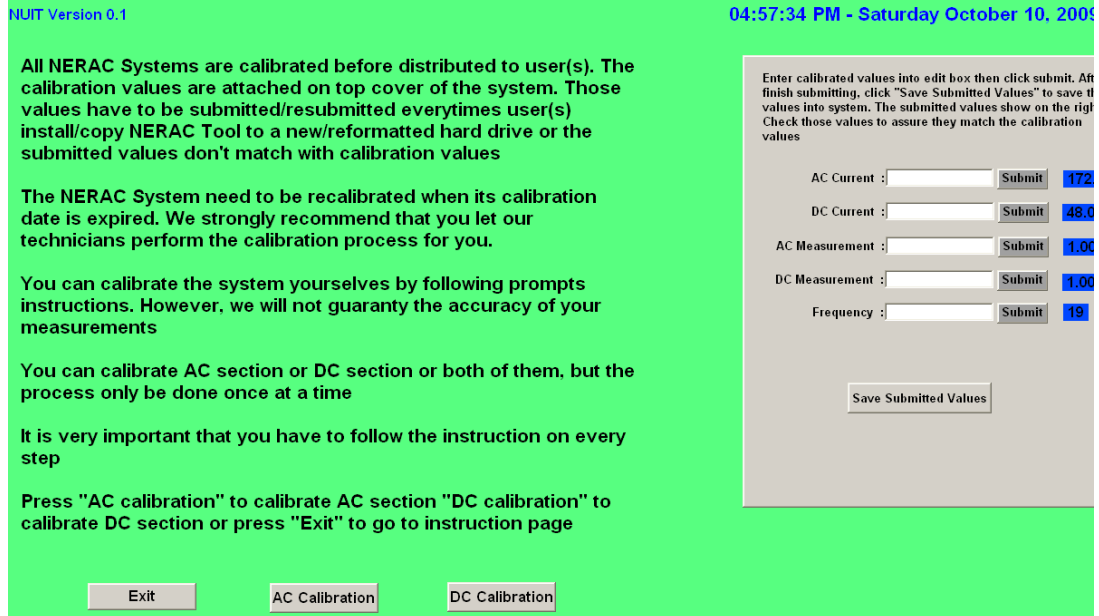 NUIT Version 0.1
04:57:34 PM - Saturday October 10, 2009
All NERAC Systems are calibrated before distributed to user(s). The
calibration values are attached on top cover of the system. Those
values have to be submitted/resubmitted everytimes user(s)
install/copy NERAC Tool to a new/reformatted hard drive or the
submitted values don't match with calibration values
The NERAC System need to be recalibrated when its calibration
date is expired. We strongly recommend that you let our
technicians perform the calibration process for you.
You can calibrate the system yourselves by following prompts
instructions. However, we will not guaranty the accuracy of your
measurements
You can calibrate AC section or DC section or both of them, but the
process only be done once at a time
It is very important that you have to follow the instruction on every
step
Press "AC calibration" to calibrate AC section "DC calibration" to
calibrate DC section or press "Exit" to go to instruction page
Exit
AC Calibration
DC Calibration
Enter calibrated values into edit box then click submit. Aft
finish submitting, click "Save Submitted Values" to save th
values into system. The submitted values show on the righ
Check those values to assure they match the calibration
values
AC Current : Submit 172.
DC Current : Submit 48.0
AC Measurement : Submit 1.00
DC Measurement : Submit 1.00
Frequency : Submit 19
Save Submitted Values